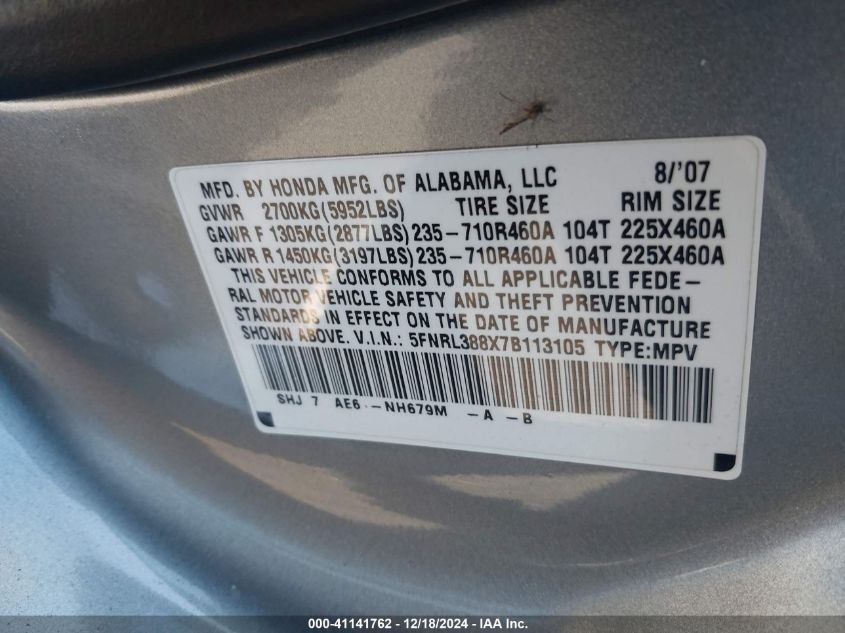 MFD. BY HONDA MFG. OF ALABAMA, LLC 8/'07
GVWR 2700KG(5952LBS) TIRE SIZE RIM SIZE
GAWR F 1305KG(2877LBS) 235-710R460A 104T 225X460A
GAWR R 1450KG(3197LBS) 235-710R460A 104T 225X460A
THIS VEHICLE CONFORMS TO ALL APPLICABLE FEDE-
RAL MOTOR VEHICLE SAFETY AND THEFT PREVENTION
STANDARDS IN EFFECT ON THE DATE OF MANUFACTURE
SHOWN ABOVE. V.I.N.: 5FNRL388X7B113105 TYPE:MPV
SHJ 7 AE6 -NH679M -A -B
000-41141762 - 12/18/2024 - IAA Inc.